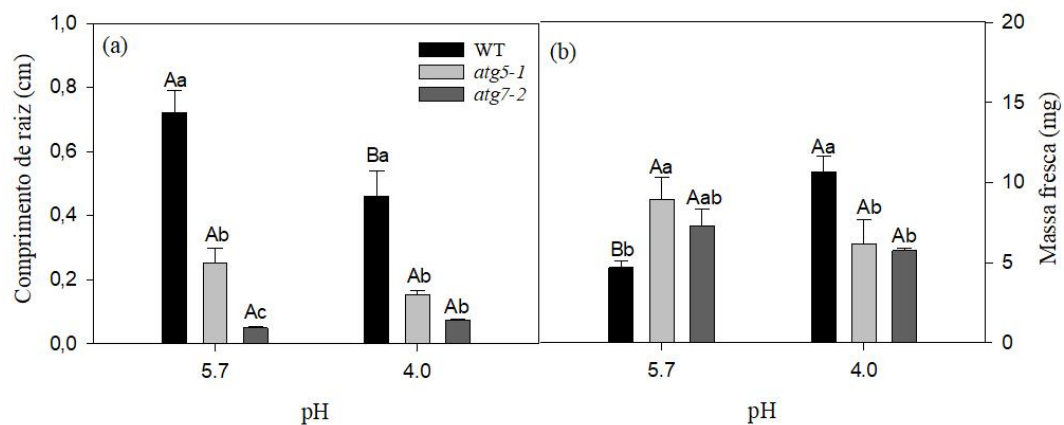 (a)
Comprimento de raiz (cm)
1,0
0,8
0,6
0,4
0,2
0,0
WT
atg5-1
atg7-2
Aa
Ab
Ac
Ba
Ab
Ab
5.7
4.0
pH
(b)
Bb
Aa
Aab
Aa
Ab
Ab
5.7
4.0
pH
20
15
10
5
0
Massa fresca (mg)